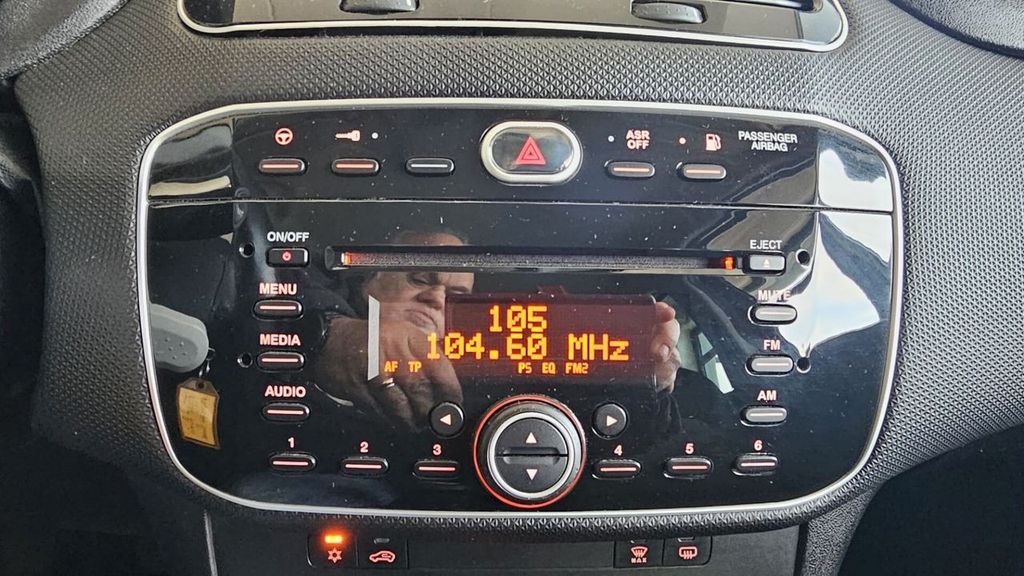 ASR
OFF
PASSENGER
AIRBAG
ON/OFF
EJECT
MENU
MUTE
MEDIA
FM
AUDIO
AM
105
104.60 MHz
AF TP PS EQ FM2
1 2 3 4 5 6
MAX